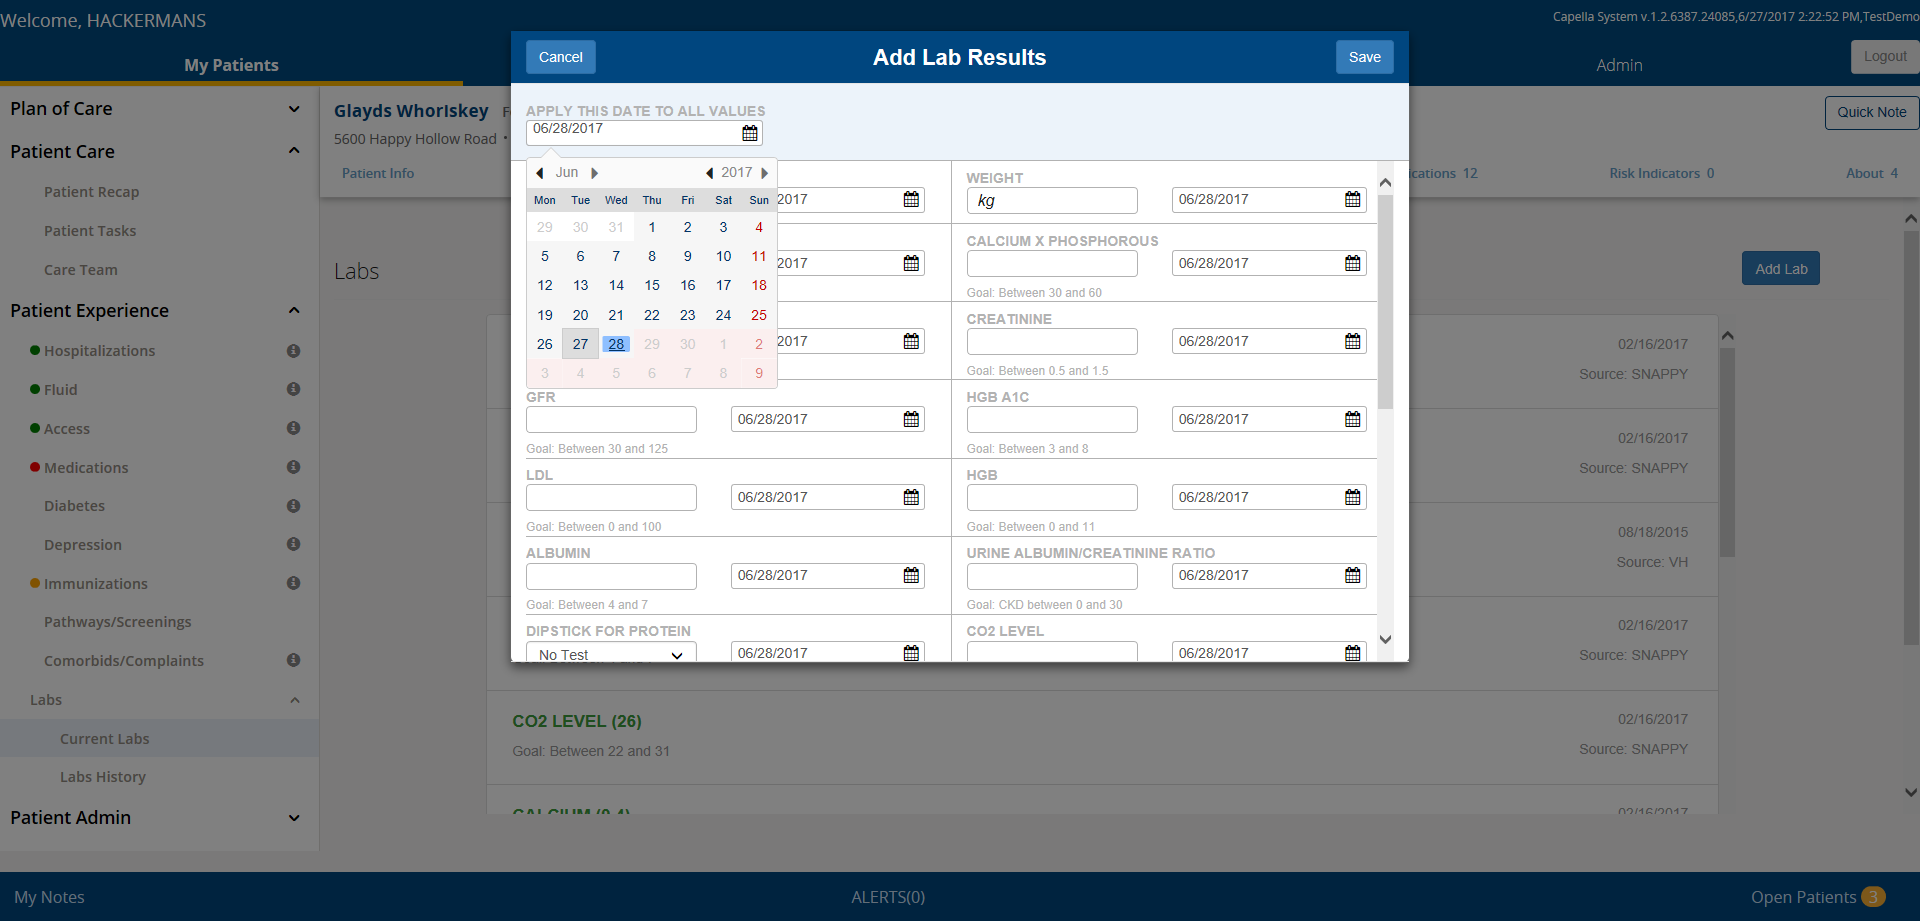 Welcome, HACKERMANS
Capella System v.1.2.6387.24085,6/27/2017 2:22:52 PM,TestDemo
My Patients
Admin
Logout
Cancel
Add Lab Results
Save
Plan of Care
Patient Care
Patient Recap
Patient Tasks
Care Team
Patient Experience
Hospitalizations
Fluid
Access
Medications
Diabetes
Depression
Immunizations
Pathways/Screenings
Comorbids/Complaints
Labs
Current Labs
Labs History
Patient Admin
Glayds WhorIskey
5600 Happy Hollow Road •
Quick Note
Patient Info
ications 12
Risk Indicators 0
About 4
Labs
Add Lab
APPLY THIS DATE TO ALL VALUES
06/28/2017
Jun 2017
Mon Tue Wed Thu Fri Sat Sun
29 30 31 1 2 3 4
5 6 7 8 9 10 11
12 13 14 15 16 17 18
19 20 21 22 23 24 25
26 27 28 29 30 1 2
3 4 5 6 7 8 9
2017
WEIGHT
kg 06/28/2017
2017
CALCIUM X PHOSPHOROUS
06/28/2017
Goal: Between 30 and 60
2017
CREATININE
06/28/2017
Goal: Between 0.5 and 1.5
GFR
06/28/2017
Goal: Between 30 and 125
HGB A1C
06/28/2017
Goal: Between 3 and 8
LDL
06/28/2017
Goal: Between 0 and 100
HGB
06/28/2017
Goal: Between 0 and 11
ALBUMIN
06/28/2017
Goal: Between 4 and 7
URINE ALBUMIN/CREATININE RATIO
06/28/2017
Goal: CKD between 0 and 30
DIPSTICK FOR PROTEIN
No Test 06/28/2017
CO2 LEVEL
06/28/2017
02/16/2017
Source: SNAPPY
02/16/2017
Source: SNAPPY
08/18/2015
Source: VH
02/16/2017
Source: SNAPPY
CO2 LEVEL (26)
Goal: Between 22 and 31
02/16/2017
Source: SNAPPY
CALCIUM (9.4)
02/16/2017
My Notes
ALERTS(0)
Open Patients 3